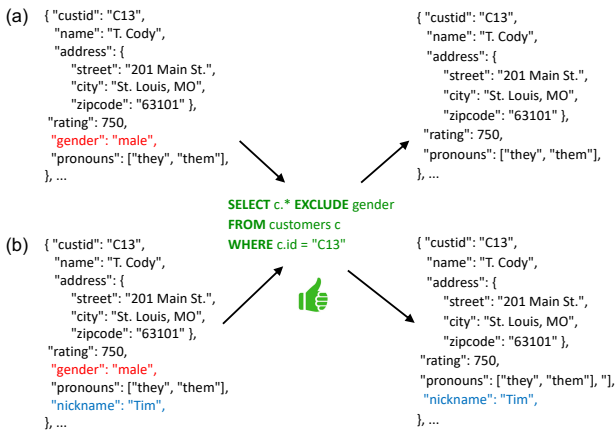 (a)
{ "custid": "C13",
"name": "T. Cody",
"address": {
"street": "201 Main St.",
"city": "St. Louis, MO",
"zipcode": "63101" },
"rating": 750,
"gender": "male",
"pronouns": ["they", "them"],
}, ...
{ "custid": "C13",
"name": "T. Cody",
"address": {
"street": "201 Main St.",
"city": "St. Louis, MO",
"zipcode": "63101" },
"rating": 750,
"pronouns": ["they", "them"],
}, ...
SELECT c.* EXCLUDE gender
FROM customers c
WHERE c.id = "C13"
(b)
{ "custid": "C13",
"name": "T. Cody",
"address": {
"street": "201 Main St.",
"city": "St. Louis, MO",
"zipcode": "63101" },
"rating": 750,
"gender": "male",
"pronouns": ["they", "them"],
"nickname": "Tim",
}, ...
{ "custid": "C13",
"name": "T. Cody",
"address": {
"street": "201 Main St.",
"city": "St. Louis, MO",
"zipcode": "63101" },
"rating": 750,
"pronouns": ["they", "them"], "],
"nickname": "Tim",
}, ...